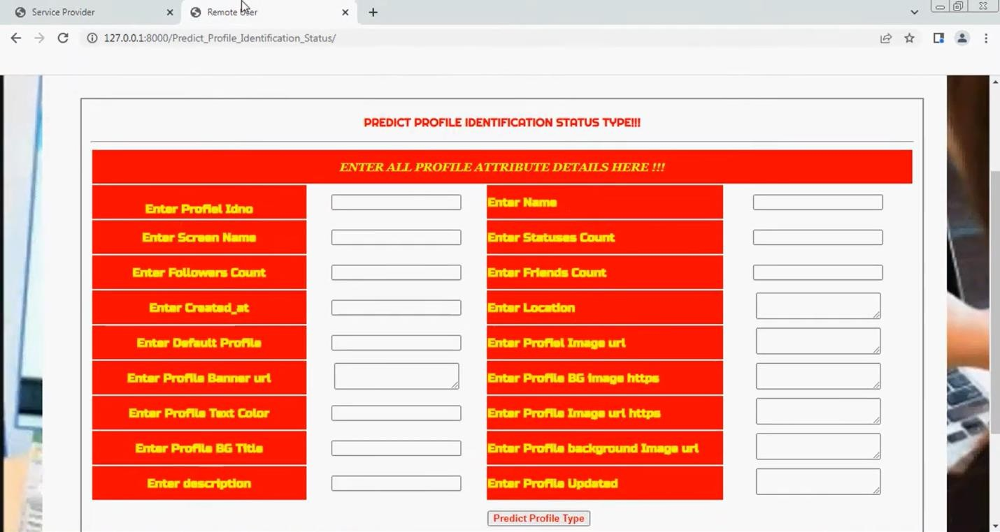 Service Provider
Remote User
127.0.0.1:8000/Predict_Profile_Identification_Status/
PREDICT PROFILE IDENTIFICATION STATUS TYPE!!!
ENTER ALL PROFILE ATTRIBUTE DETAILS HERE !!!
Enter Profiel Idno
Enter Name
Enter Screen Name
Enter Statuses Count
Enter Followers Count
Enter Friends Count
Enter Created_at
Enter Location
Enter Default Profile
Enter Profiel Image url
Enter Profile Banner url
Enter Profile BG image https
Enter Profile Text Color
Enter Profile Image url https
Enter Profile BG Title
Enter Profile background Image url
Enter description
Enter Profile Updated
Predict Profile Type